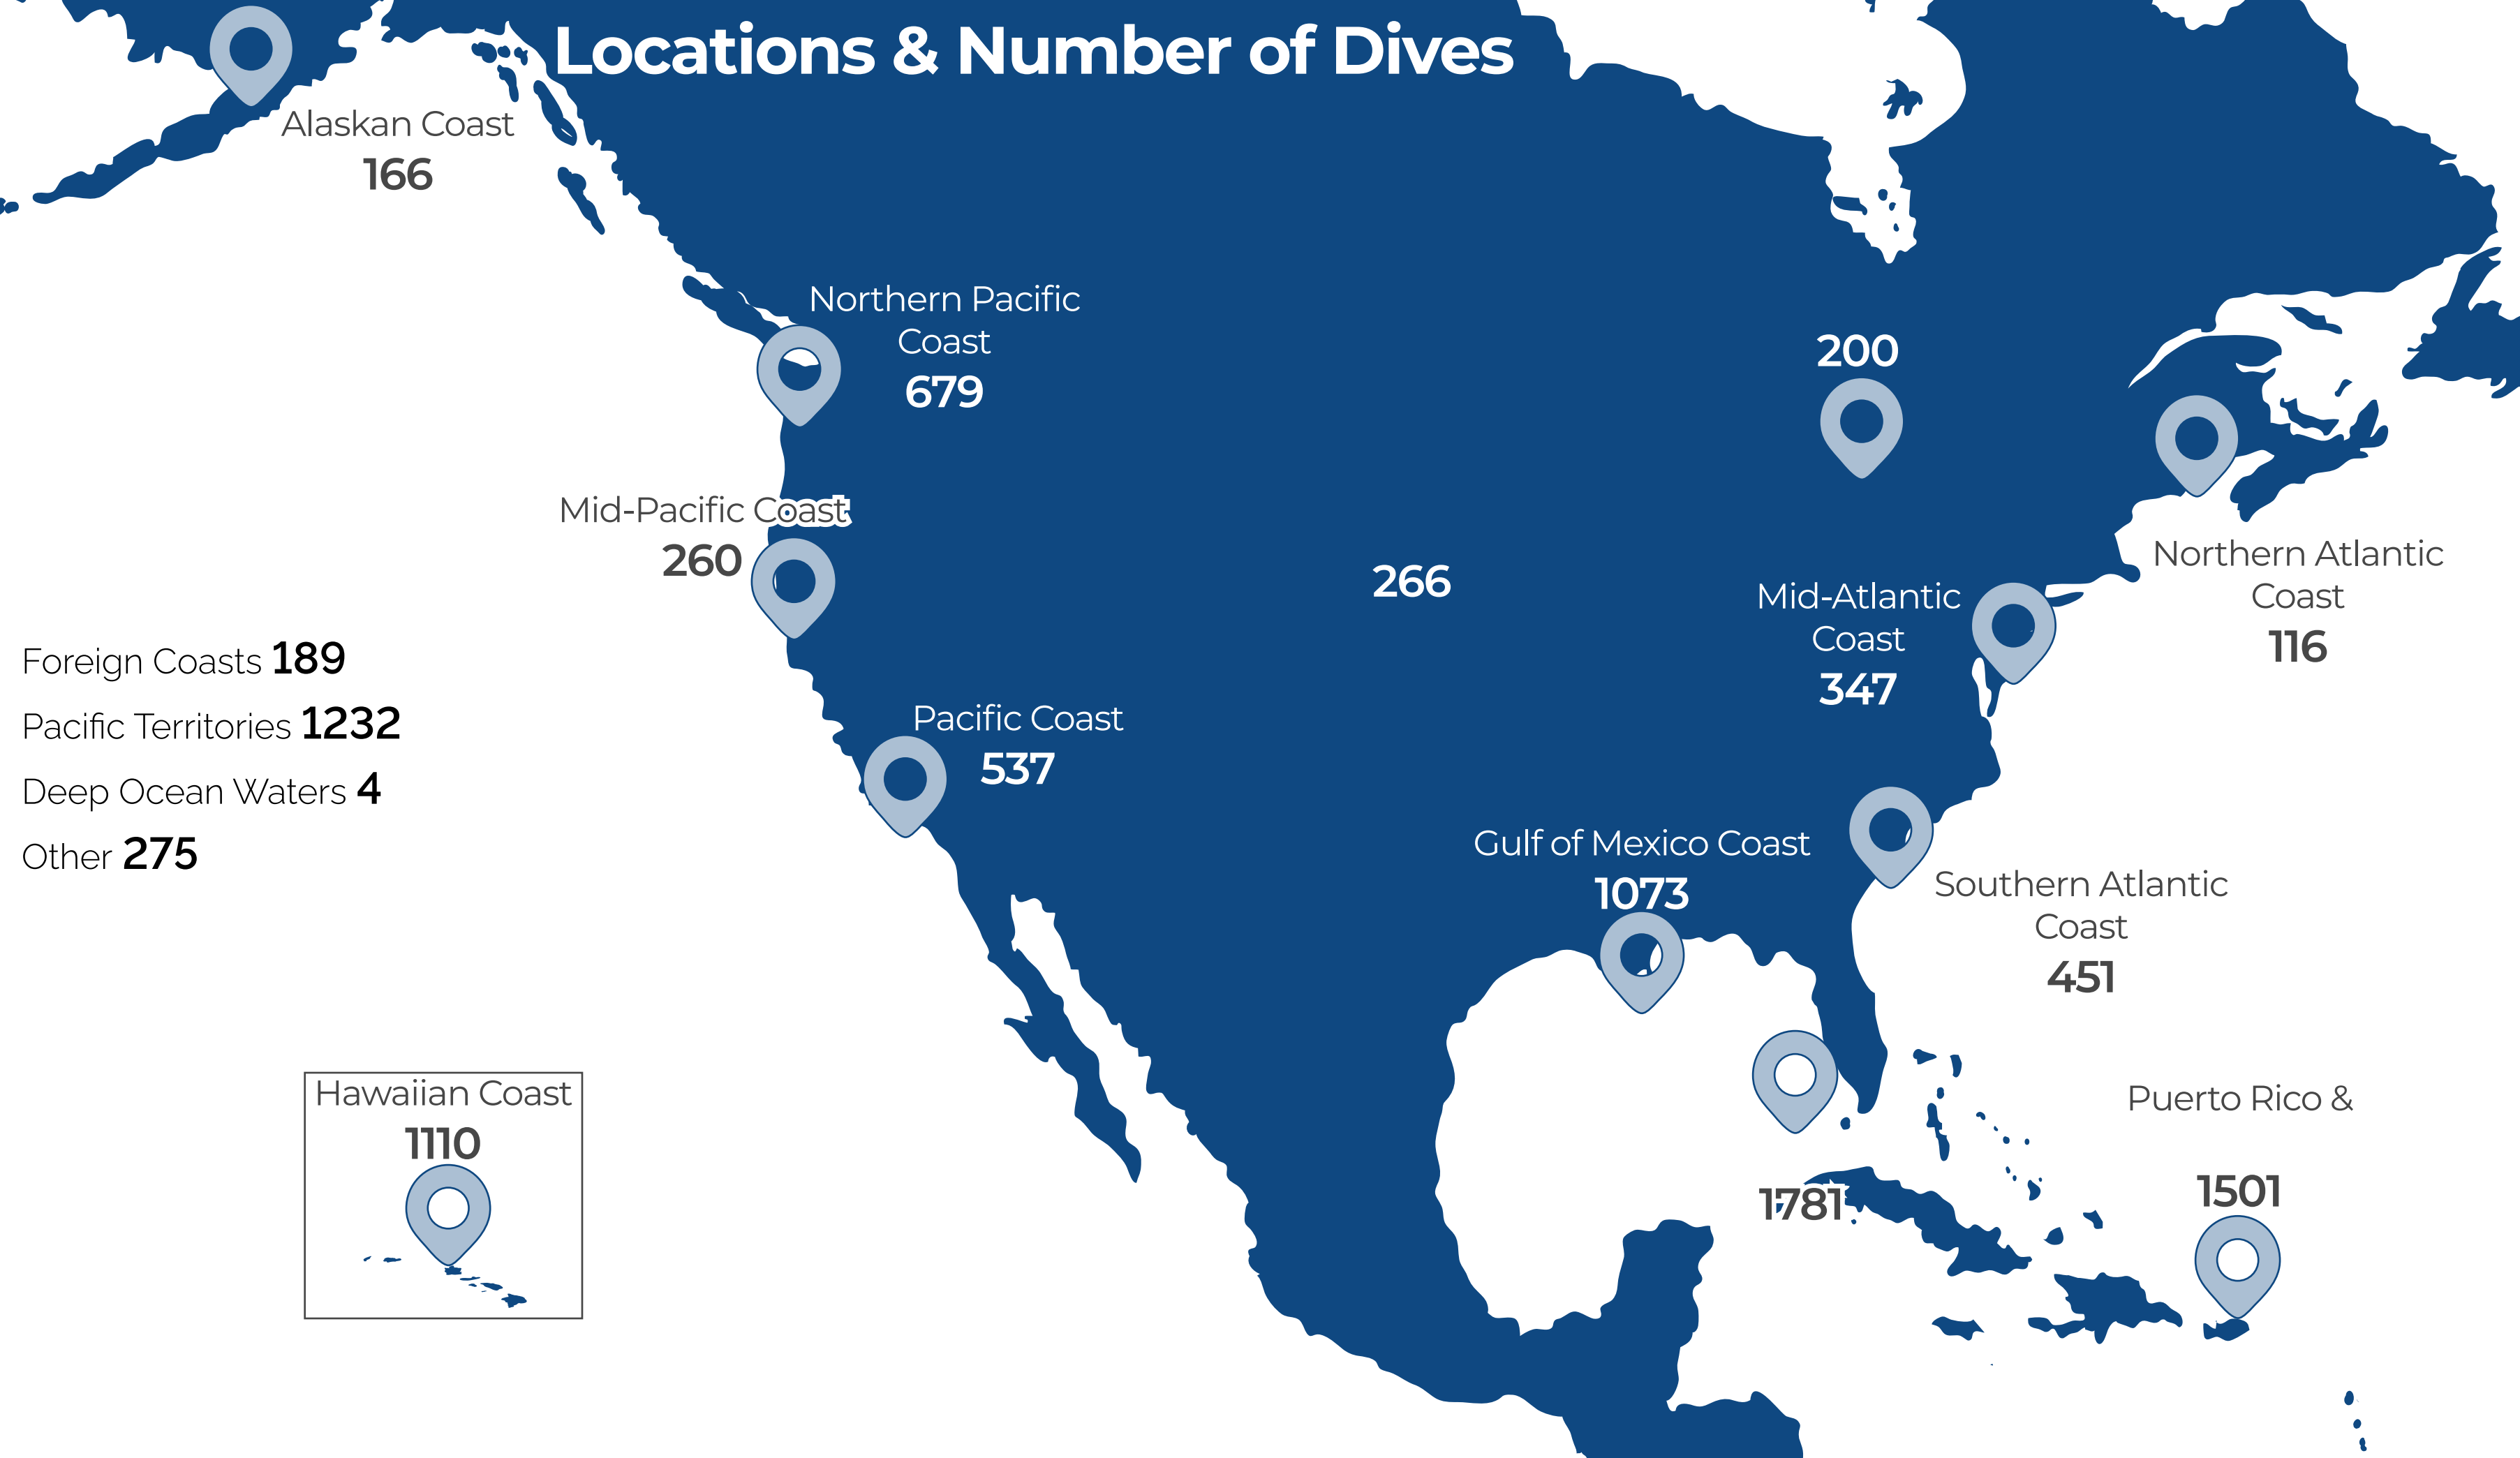 Locations & Number of Dives
Alaskan Coast
166
Northern Pacific
Coast
679
200
Mid-Pacific Coast
260
266
Northern Atlantic
Coast
116
Mid-Atlantic
Coast
347
Foreign Coasts 189
Pacific Territories 1232
Deep Ocean Waters 4
Other 275
Pacific Coast
537
Gulf of Mexico Coast
1073
Southern Atlantic
Coast
451
Hawaiian Coast
1110
Puerto Rico &
1501
1781